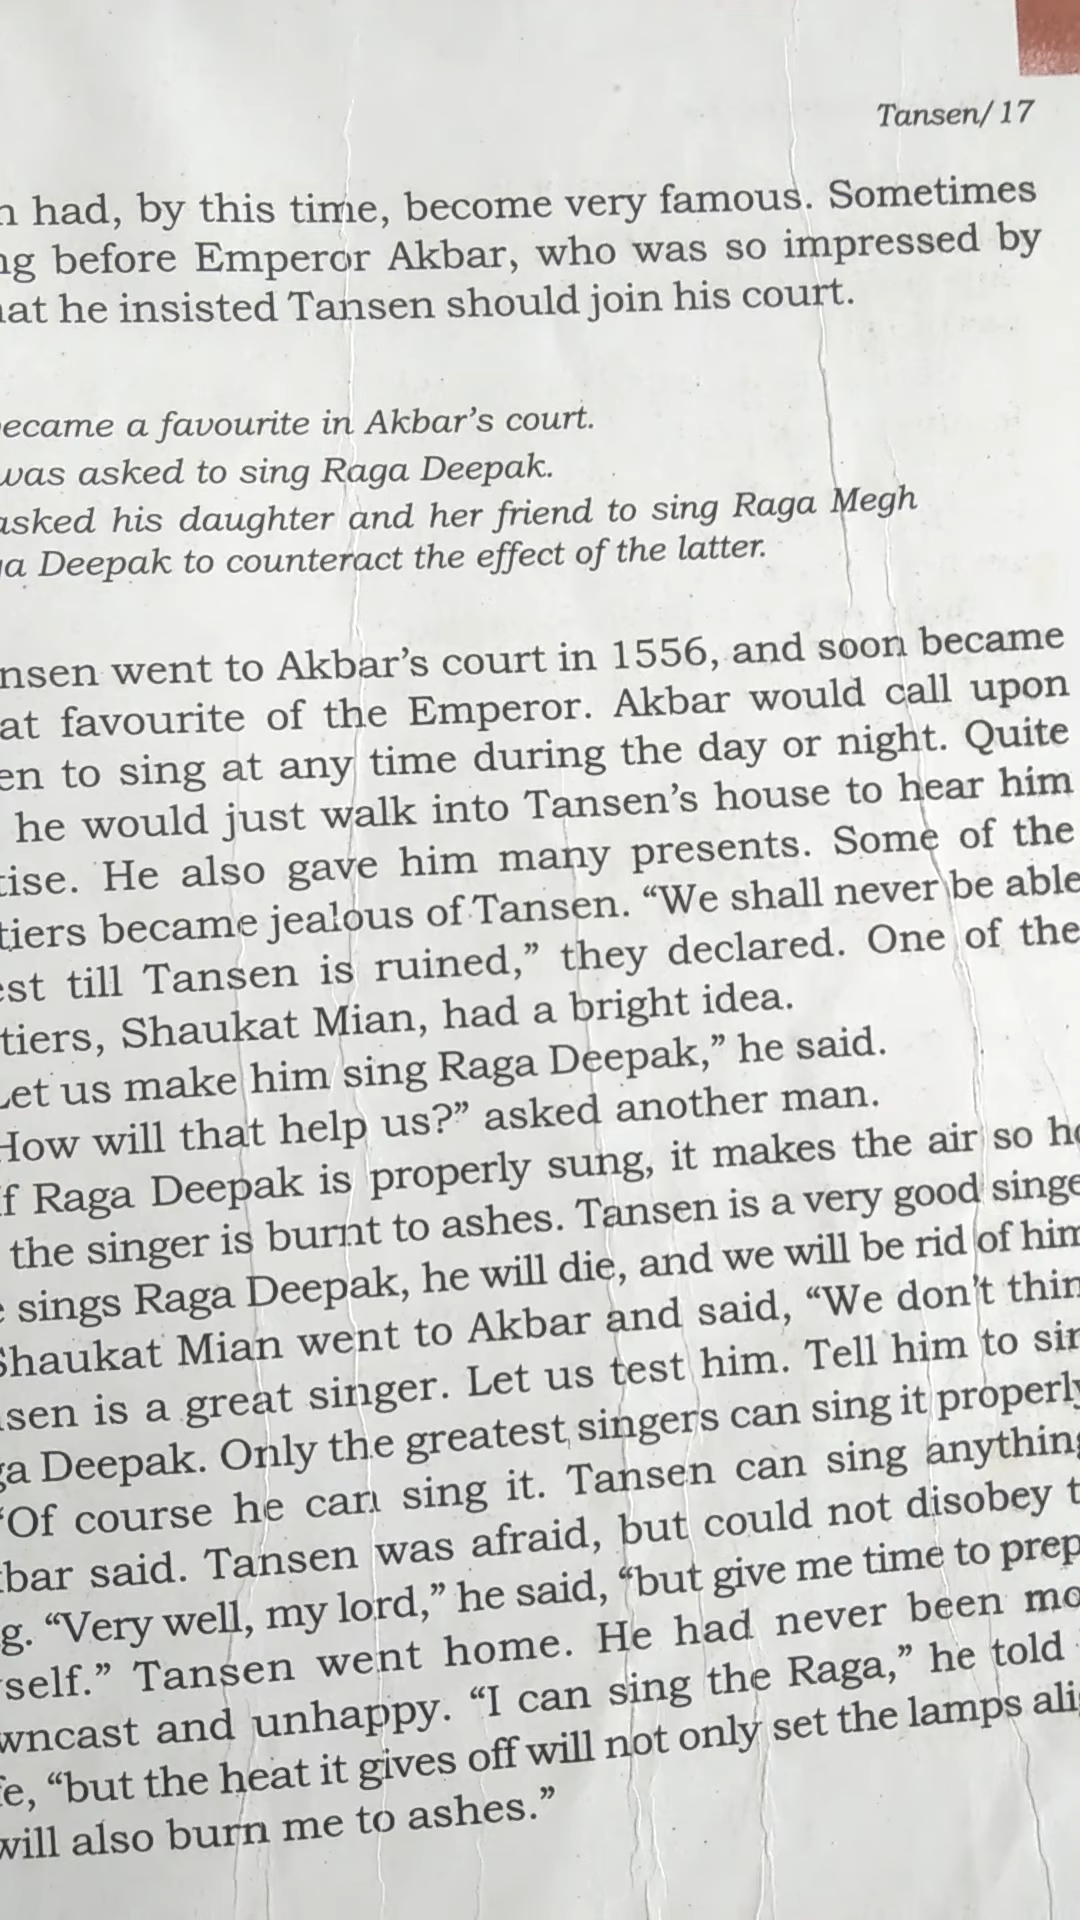 Tansen/17
had, by this time, become very famous. Sometimes
before Emperor Akbar, who was so impressed by
he insisted Tansen should join his court.
a favourite in Akbar's court.
was asked to sing Raga Deepak.
asked his daughter and her friend to sing Raga Megh
Deepak to counteract the effect of the latter.
went to Akbar's court in 1556, and soon became
favourite of the Emperor. Akbar would call upon
to sing at any time during the day or night. Quite
he would just walk into Tansen's house to hear him
He also gave him many presents. Some of the
became jealous of Tansen. “We shall never be able
till Tansen is ruined,” they declared. One of the
Shaukat Mian, had a bright idea.
Let us make him sing Raga Deepak,” he said.
How will that help us?” asked another man.
If Raga Deepak is properly sung, it makes the air so
the singer is burnt to ashes. Tansen is a very good
sings Raga Deepak, he will die, and we will be rid of him
Shaukat Mian went to Akbar and said, “We don't
is a great singer. Let us test him. Tell him to
Deepak. Only the greatest singers can sing it properly
“Of course he can sing it. Tansen can sing anything
said. Tansen was afraid, but could not disobey
“Very well, my lord,” he said, “but give me time to
Tansen went home. He had never been
and unhappy. “I can sing the Raga,” he told
“but the heat it gives off will not only set the lamps
will also burn me to ashes.”